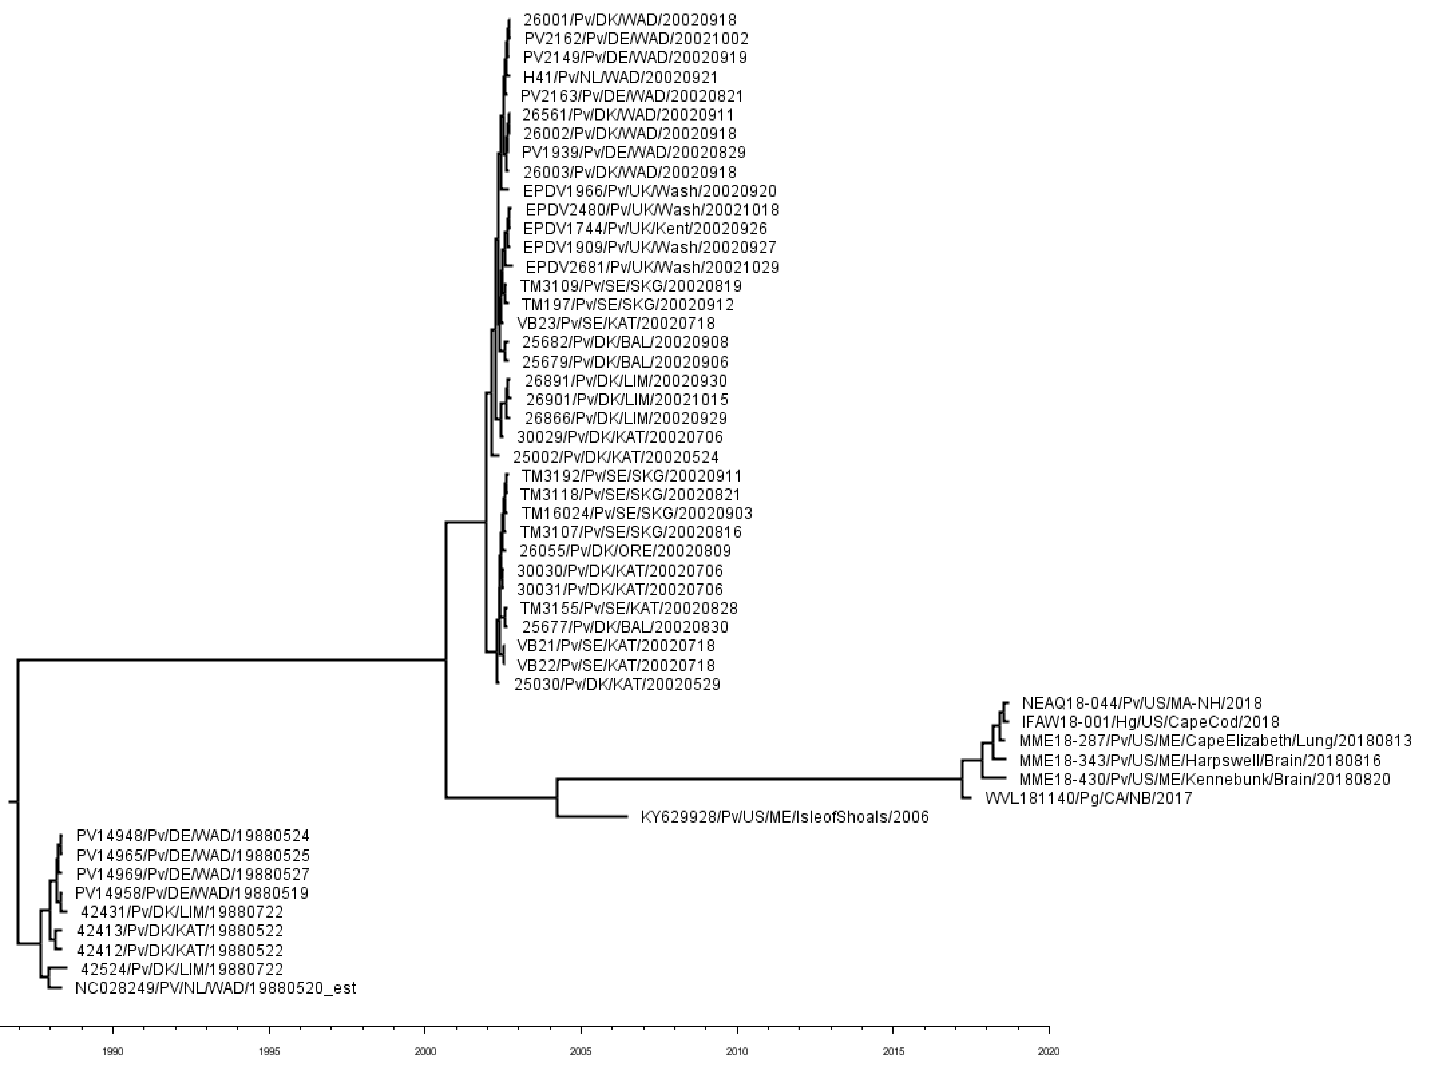 26001/Pv/DK/WAD/20020918
PV2162/Pv/DE/WAD/20021002
PV2149/Pv/DE/WAD/20020919
H41/Pv/NL/WAD/20020921
PV2163/Pv/DE/WAD/20020821
26561/Pv/DK/WAD/20020911
26002/Pv/DK/WAD/20020918
PV1939/Pv/DE/WAD/20020829
26003/Pv/DK/WAD/20020918
EPDV1966/Pv/UK/Wash/20020920
EPDV2480/Pv/UK/Wash/20021018
EPDV1744/Pv/UK/Kent/20020926
EPDV1909/Pv/UK/Wash/20020927
EPDV2681/Pv/UK/Wash/20021029
TM3109/Pv/SE/SKG/20020819
TM197/Pv/SE/SKG/20020912
VB23/Pv/SE/KAT/20020718
25682/Pv/DK/BAL/20020908
25679/Pv/DK/BAL/20020906
26891/Pv/DK/LIM/20020930
26901/Pv/DK/LIM/20021015
26866/Pv/DK/LIM/20020929
30029/Pv/DK/KAT/20020706
25002/Pv/DK/KAT/20020524
TM3192/Pv/SE/SKG/20020911
TM3118/Pv/SE/SKG/20020821
TM16024/Pv/SE/SKG/20020903
TM3107/Pv/SE/SKG/20020816
26055/Pv/DK/ORE/20020809
30030/Pv/DK/KAT/20020706
30031/Pv/DK/KAT/20020706
TM3155/Pv/SE/KAT/20020828
25677/Pv/DK/BAL/20020830
VB21/Pv/SE/KAT/20020718
VB22/Pv/SE/KAT/20020718
25030/Pv/DK/KAT/20020529
NEAQ18-044/Pv/US/MA-NH/2018
IFAW18-001/Hg/US/CapeCod/2018
MME18-287/Pv/US/ME/CapeElizabeth/Lung/20180813
MME18-343/Pv/US/ME/Harpswell/Brain/20180816
MME18-430/Pv/US/ME/Kennebunk/Brain/20180820
WVL181140/Pg/CA/NB/2017
KY629928/Pv/US/ME/IsleofShoals/2006
PV14948/Pv/DE/WAD/19880524
PV14965/Pv/DE/WAD/19880525
PV14969/Pv/DE/WAD/19880527
PV14958/Pv/DE/WAD/19880519
42431/Pv/DK/LIM/19880722
42413/Pv/DK/KAT/19880522
42412/Pv/DK/KAT/19880522
42524/Pv/DK/LIM/19880722
NC028249/PV/NL/WAD/19880520_est
1990 1995 2000 2005 2010 2015 2020